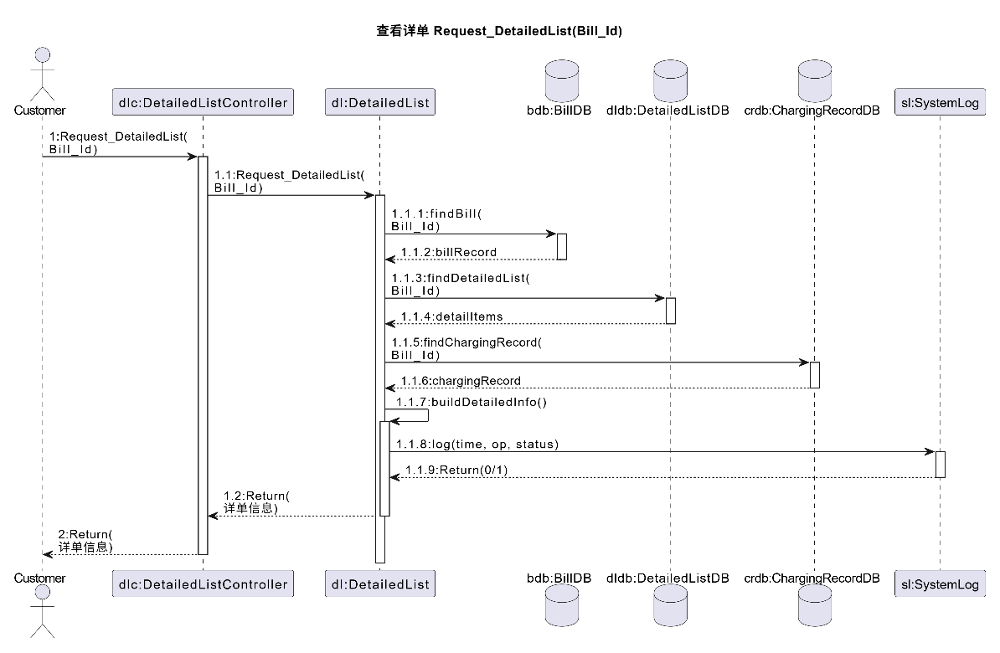 查看详单 Request_DetailedList(Bill_Id)
Customer
dlc:DetailedListController
dl:DetailedList
bdb:BillDB
dldb:DetailedListDB
crdb:ChargingRecordDB
sl:SystemLog
1:Request_DetailedList(
Bill_Id)
1.1:Request_DetailedList(
Bill_Id)
1.1.1:findBill(
Bill_Id)
1.1.2:billRecord
1.1.3:findDetailedList(
Bill_Id)
1.1.4:detailItems
1.1.5:findChargingRecord(
Bill_Id)
1.1.6:chargingRecord
1.1.7:buildDetailedInfo()
1.1.8:log(time, op, status)
1.1.9:Return(0/1)
1.2:Return(
详单信息)
2:Return(
详单信息)
Customer
dlc:DetailedListController
dl:DetailedList
bdb:BillDB
dldb:DetailedListDB
crdb:ChargingRecordDB
sl:SystemLog